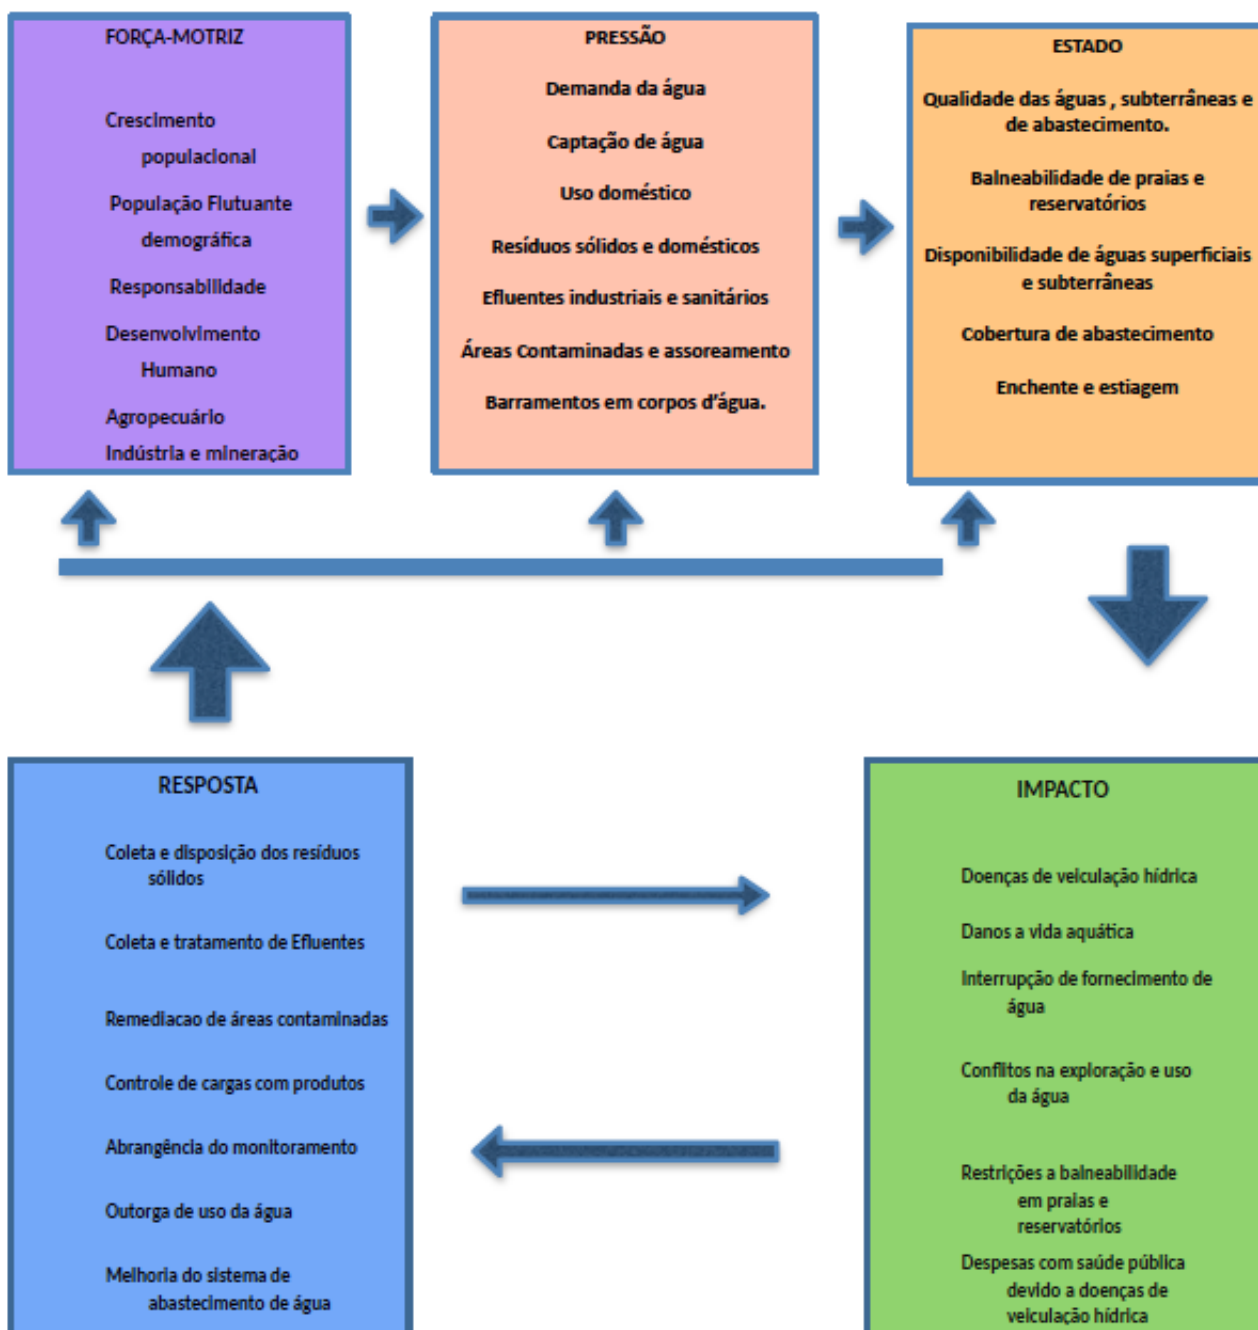 FORÇA-MOTRIZ
Crescimento
populacional
População Flutuante
demográfica
Responsabilidade
Desenvolvimento
Humano
Agropecuário
Indústria e mineração
PRESSÃO
Demanda da água
Captação de água
Uso doméstico
Resíduos sólidos e domésticos
Efluentes industriais e sanitários
Áreas Contaminadas e assoreamento
Barramentos em corpos d'água.
ESTADO
Qualidade das águas , subterrâneas e
de abastecimento.
Balneabilidade de praias e
reservatórios
Disponibilidade de águas superficiais
e subterrâneas
Cobertura de abastecimento
Enchente e estiagem
RESPOSTA
Coleta e disposição dos resíduos
sólidos
Coleta e tratamento de Efluentes
Remediacao de áreas contaminadas
Controle de cargas com produtos
Abrangência do monitoramento
Outorga de uso da água
Melhoria do sistema de
abastecimento de água
IMPACTO
Doenças de veiculação hídrica
Danos a vida aquática
Interrupção de fornecimento de
água
Conflitos na exploração e uso
da água
Restrições a balneabilidade
em praias e
reservatórios
Despesas com saúde pública
devido a doenças de
veiculação hídrica